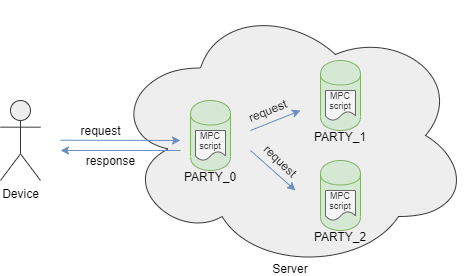 request
response
Device
MPC
script
PARTY_0
request
request
MPC
script
PARTY_1
MPC
script
PARTY_2
Server